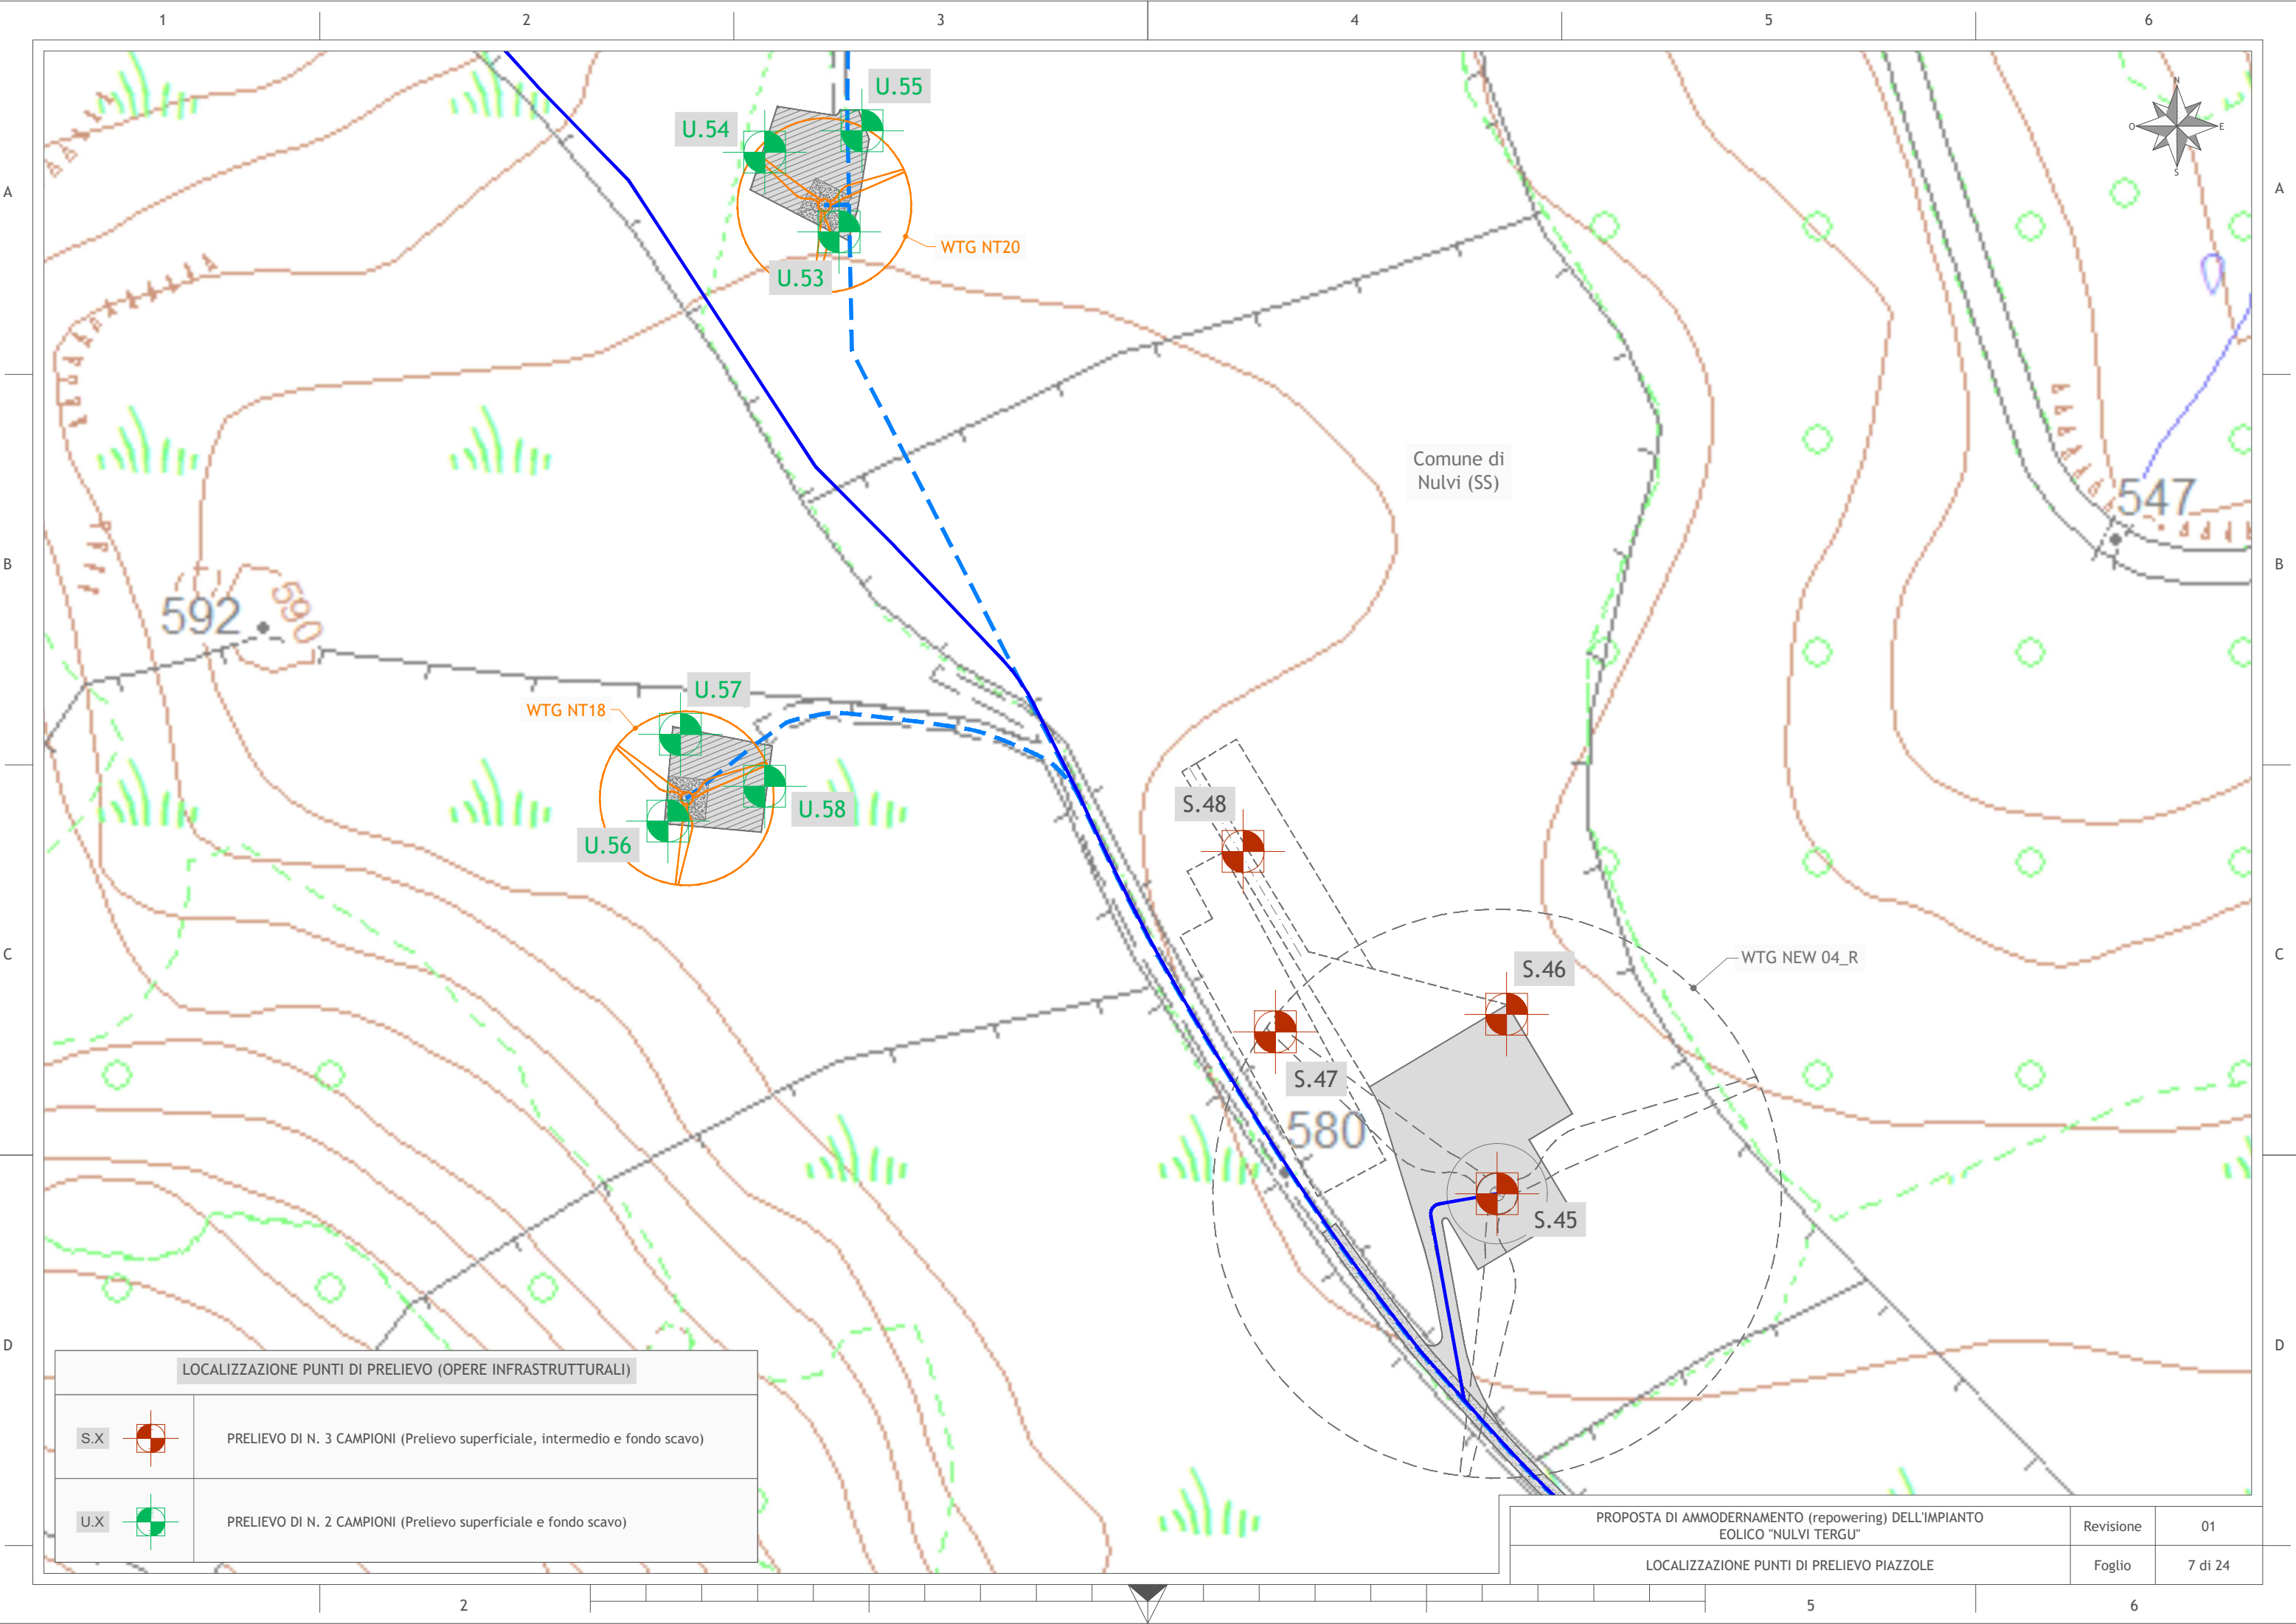 1 2 3 4 5 6
N
O E
S
A A
U.55
U.54
WTG NT20
U.53
Comune di
Nulvi (SS)
547
B B
592
590
U.57
WTG NT18
S.48
U.58
U.56
C C
WTG NEW 04_R
S.46
S.47
580
S.45
D D
LOCALIZZAZIONE PUNTI DI PRELIEVO (OPERE INFRASTRUTTURALI)
S.X PRELIEVO DI N. 3 CAMPIONI (Prelievo superficiale, intermedio e fondo scavo)
U.X PRELIEVO DI N. 2 CAMPIONI (Prelievo superficiale e fondo scavo)
PROPOSTA DI AMMODERNAMENTO (repowering) DELL'IMPIANTO
EOLICO "NULVI TERGU"
Revisione 01
LOCALIZZAZIONE PUNTI DI PRELIEVO PIAZZOLE
Foglio 7 di 24
2 5 6